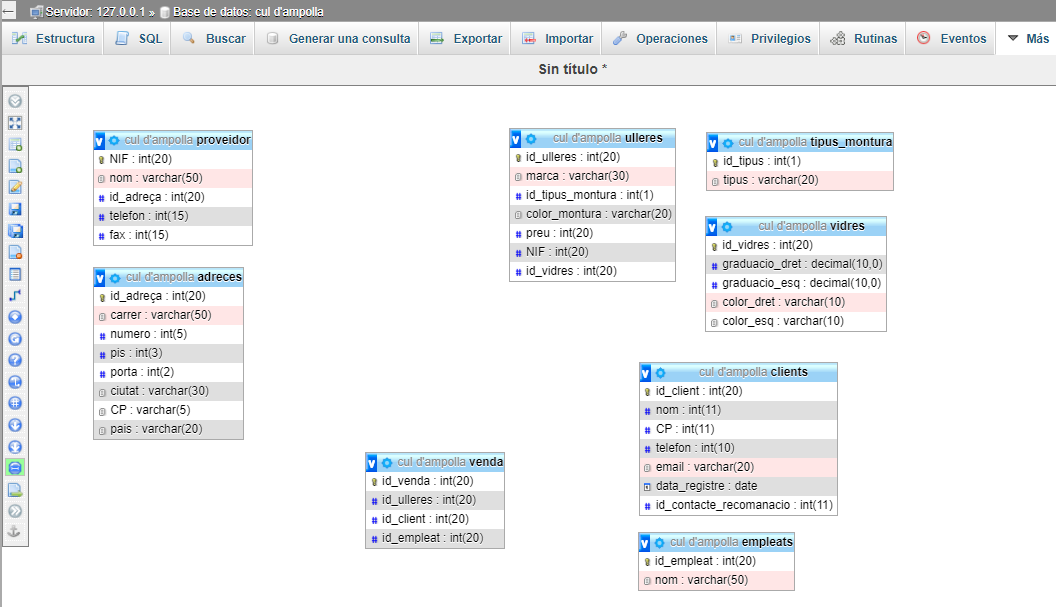 Servidor: 127.0.0.1 » Base de datos: cul d'ampolla
Estructura SQL Buscar Generar una consulta Exportar Importar Operaciones Privilegios Rutinas Eventos Más
Sin título *
cul d'ampolla proveidor
NIF : int(20)
nom : varchar(50)
id_adreça : int(20)
telefon : int(15)
fax : int(15)
cul d'ampolla adreces
id_adreça : int(20)
carrer : varchar(50)
numero : int(5)
pis : int(3)
porta : int(2)
ciutat : varchar(30)
CP : varchar(5)
pais : varchar(20)
cul d'ampolla venda
id_venda : int(20)
id_ulleres : int(20)
id_client : int(20)
id_empleat : int(20)
cul d'ampolla ulleres
id_ulleres : int(20)
marca : varchar(30)
id_tipus_montura : int(1)
color_montura : varchar(20)
preu : int(20)
NIF : int(20)
id_vidres : int(20)
cul d'ampolla tipus_montura
id_tipus : int(1)
tipus : varchar(20)
cul d'ampolla vidres
id_vidres : int(20)
graduacio_dret : decimal(10,0)
graduacio_esq : decimal(10,0)
color_dret : varchar(10)
color_esq : varchar(10)
cul d'ampolla clients
id_client : int(20)
nom : int(11)
CP : int(11)
telefon : int(10)
email : varchar(20)
data_registre : date
id_contacte_recomanacio : int(11)
cul d'ampolla empleats
id_empleat : int(20)
nom : varchar(50)